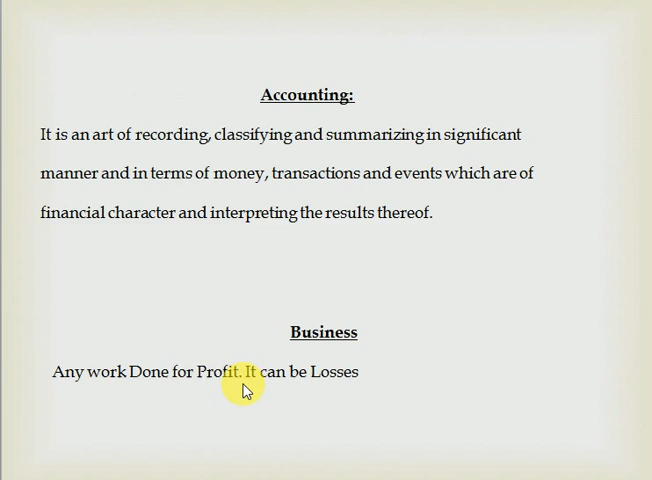 Accounting:
It is an art of recording, classifying and summarizing in significant
manner and in terms of money, transactions and events which are of
financial character and interpreting the results thereof.
Business
Any work Done for Profit. It can be Losses